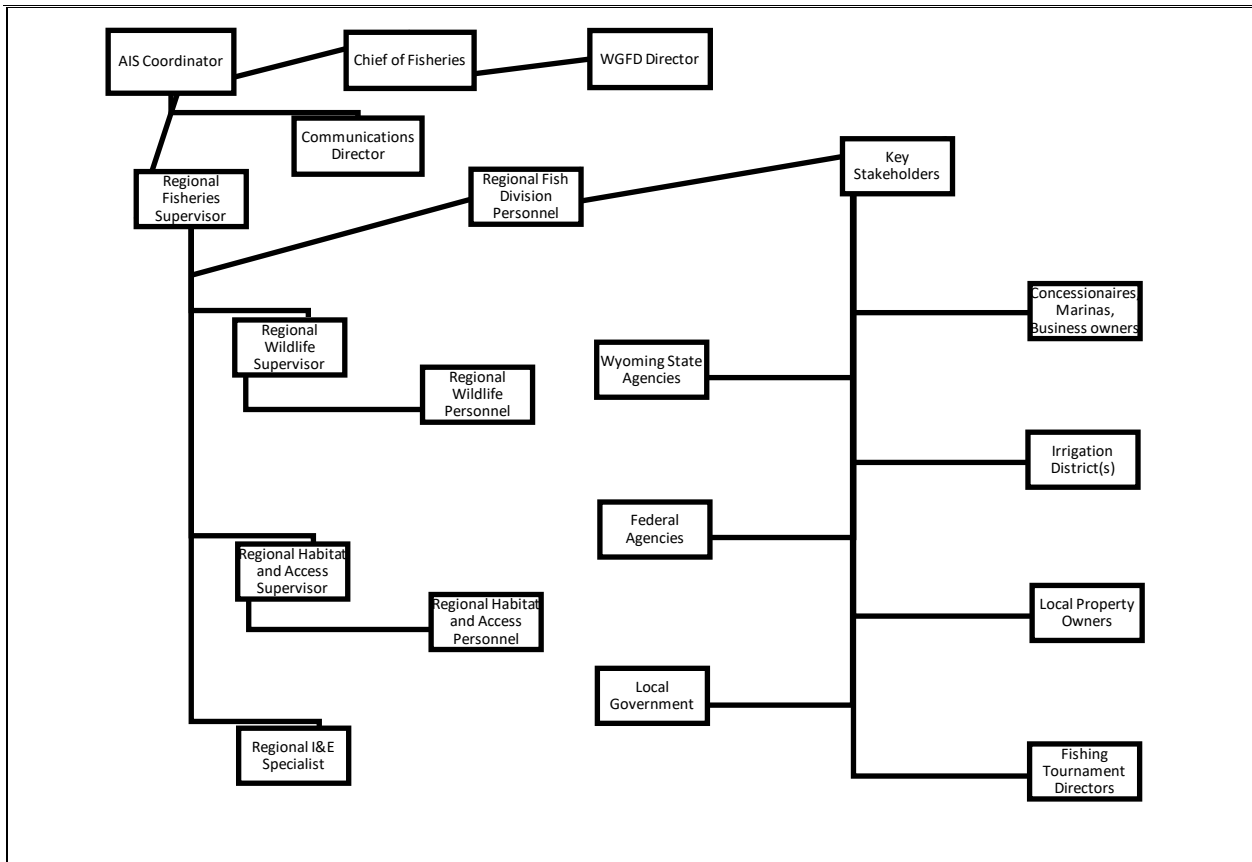 AIS Coordinator
Chief of Fisheries
WGFD Director
Communications
Director
Key
Stakeholders
Regional
Fisheries
Supervisor
Regional Fish
Division
Personnel
Concessionaires,
Marinas,
Business owners
Regional
Wildlife
Supervisor
Wyoming State
Agencies
Regional
Wildlife
Personnel
Irrigation
District(s)
Federal
Agencies
Regional Habitat
and Access
Supervisor
Regional Habitat
and Access
Personnel
Local Property
Owners
Local
Government
Regional I&E
Specialist
Fishing
Tournament
Directors